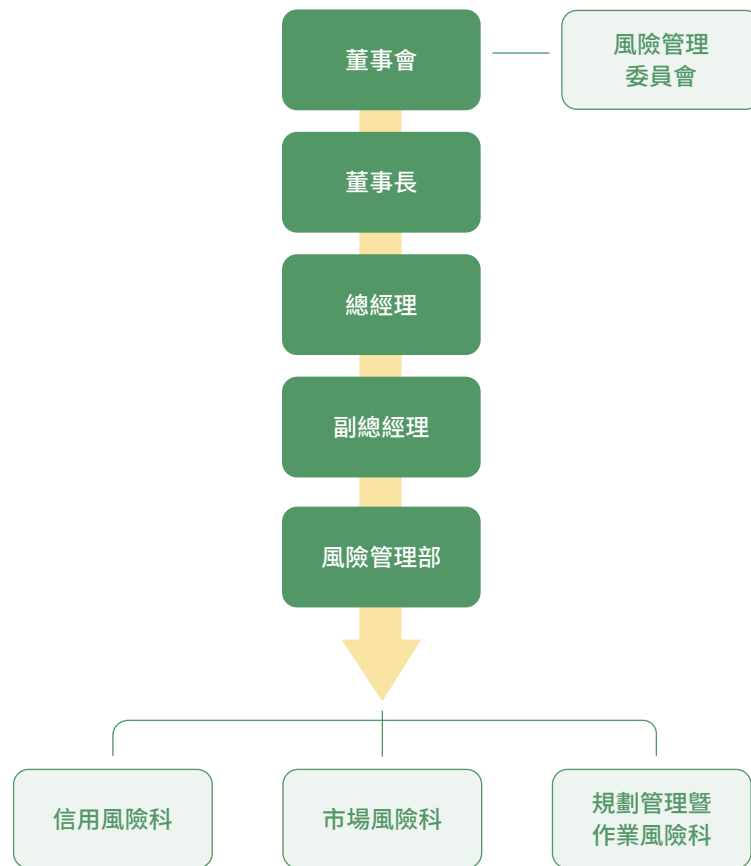 董事會
風險管理
委員會
董事長
總經理
副總經理
風險管理部
信用風險科
市場風險科
規劃管理暨
作業風險科